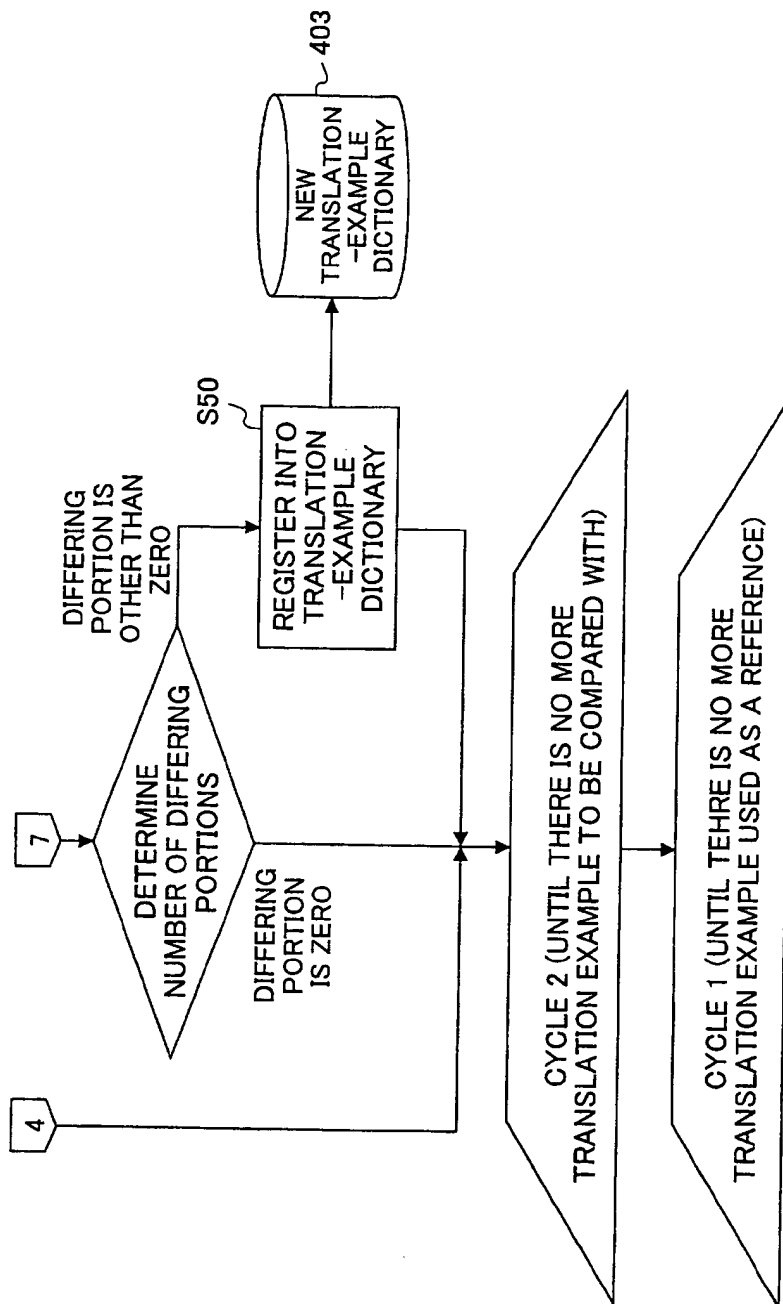 4
7
DETERMINE
NUMBER OF DIFFERING
PORTIONS
DIFFERING
PORTION IS
OTHER THAN
ZERO
DIFFERING
PORTION
IS ZERO
S50
REGISTER INTO
TRANSLATION
-EXAMPLE
DICTIONARY
403
NEW
TRANSLATION
-EXAMPLE
DICTIONARY
CYCLE 2 (UNTIL THERE IS NO MORE
TRANSLATION EXAMPLE TO BE COMPARED WITH)
CYCLE 1 (UNTIL TEHRE IS NO MORE
TRANSLATION EXAMPLE USED AS A REFERENCE)